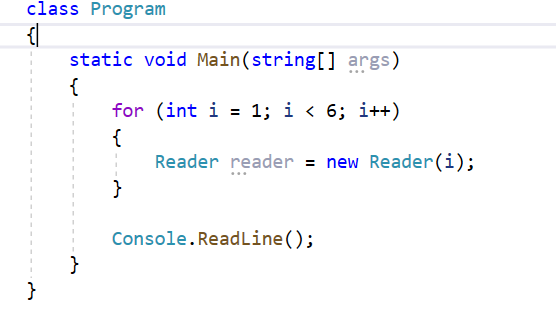 class Program
{
static void Main(string[] args)
{
for (int i = 1; i < 6; i++)
{
Reader reader = new Reader(i);
}
Console.ReadLine();
}
}